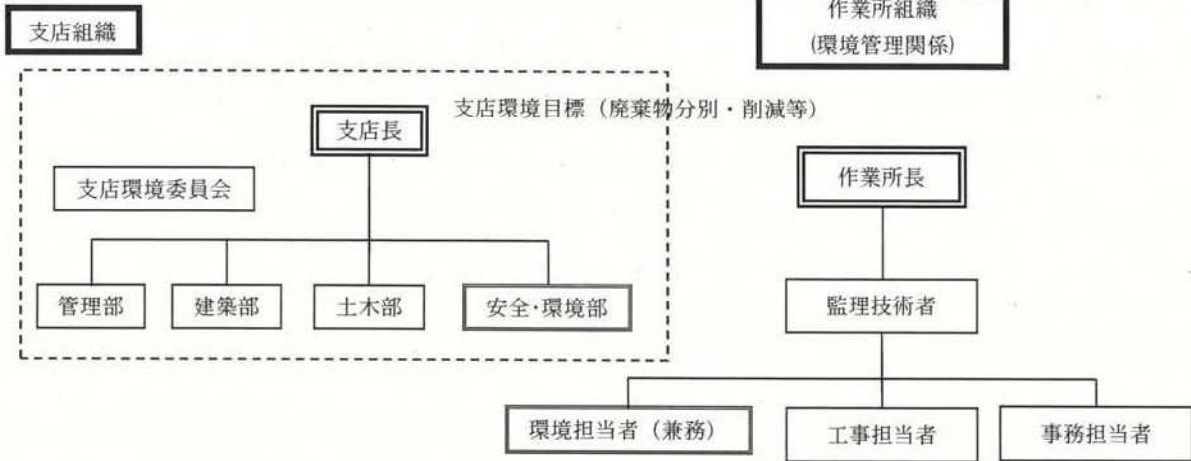 支店組織
作業所組織
(環境管理関係)
支店環境目標（廃棄物分別・削減等）
支店長
支店環境委員会
管理部
建築部
土木部
安全・環境部
作業所長
監理技術者
環境担当者（兼務）
工事担当者
事務担当者